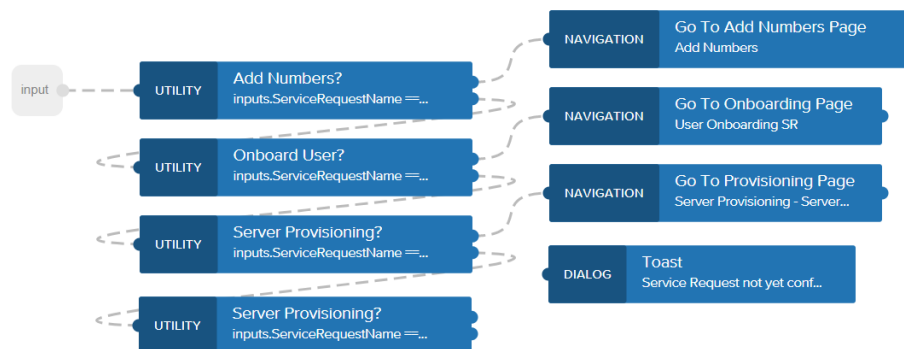 input
UTILITY
Add Numbers?
inputs.ServiceRequestName ==...
NAVIGATION
Go To Add Numbers Page
Add Numbers
UTILITY
Onboard User?
inputs.ServiceRequestName ==...
NAVIGATION
Go To Onboarding Page
User Onboarding SR
UTILITY
Server Provisioning?
inputs.ServiceRequestName ==...
NAVIGATION
Go To Provisioning Page
Server Provisioning - Server...
DIALOG
Toast
Service Request not yet conf...
UTILITY
Server Provisioning?
inputs.ServiceRequestName ==...